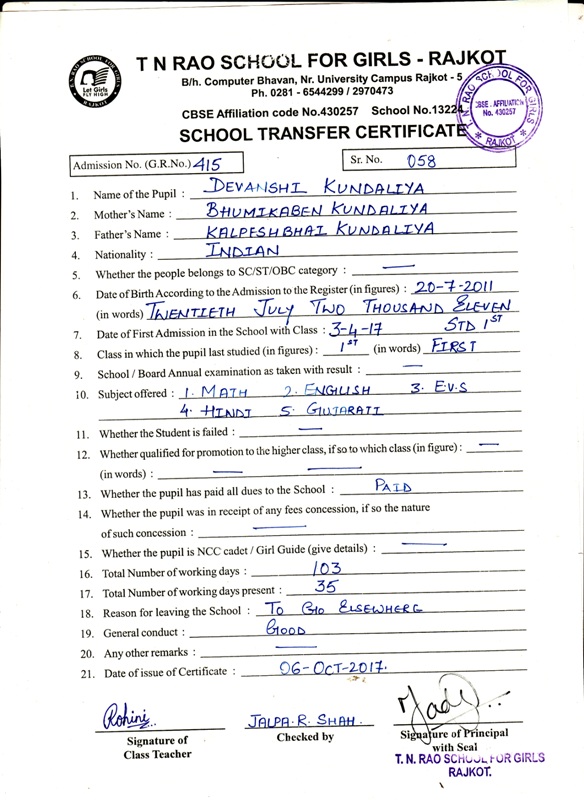 T. N. RAO SCHOOL FOR GIRLS
Let Girls
FLY HIGH
RAJKOT
T N RAO SCHOOL FOR GIRLS - RAJKOT
B/h. Computer Bhavan, Nr. University Campus Rajkot - 5
Ph. 0281 - 6544299 / 2970473
CBSE Affiliation code No.430257 School No.13224
T. N. RAO SCHOOL FOR GIRLS
CBSE. AFFILIATION
No. 430257
RAJKOT.
SCHOOL TRANSFER CERTIFICATE
Admission No. (G.R.No.) 415 Sr. No. 058
1. Name of the Pupil : DEVANSHI KUNDALIYA
2. Mother's Name : BHUMIKABEN KUNDALIYA
3. Father's Name : KALPESHBHAI KUNDALIYA
4. Nationality : INDIAN
5. Whether the people belongs to SC/ST/OBC category : —
6. Date of Birth According to the Admission to the Register (in figures) : 20-7-2011
(in words) TWENTIETH JULY TWO THOUSAND ELEVEN
7. Date of First Admission in the School with Class : 3-4-17 STD 1ST
8. Class in which the pupil last studied (in figures) : 1ST (in words) FIRST
9. School / Board Annual examination as taken with result : —
10. Subject offered : 1. MATH 2. ENGLISH 3. E.V.S
4. HINDI 5. GUJARATI
11. Whether the Student is failed : —
12. Whether qualified for promotion to the higher class, if so to which class (in figure) : —
(in words) : — —
13. Whether the pupil has paid all dues to the School : PAID
14. Whether the pupil was in receipt of any fees concession, if so the nature
of such concession : —
15. Whether the pupil is NCC cadet / Girl Guide (give details) : —
16. Total Number of working days : 103
17. Total Number of working days present : 35
18. Reason for leaving the School : TO GO ELSEWHERE
19. General conduct : GOOD
20. Any other remarks : —
21. Date of issue of Certificate : 06-OCT-2017.
Rohini JALPA. R. SHAH.
Signature of Checked by Signature of Principal
Class Teacher with Seal
T. N. RAO SCHOOL FOR GIRLS
RAJKOT.